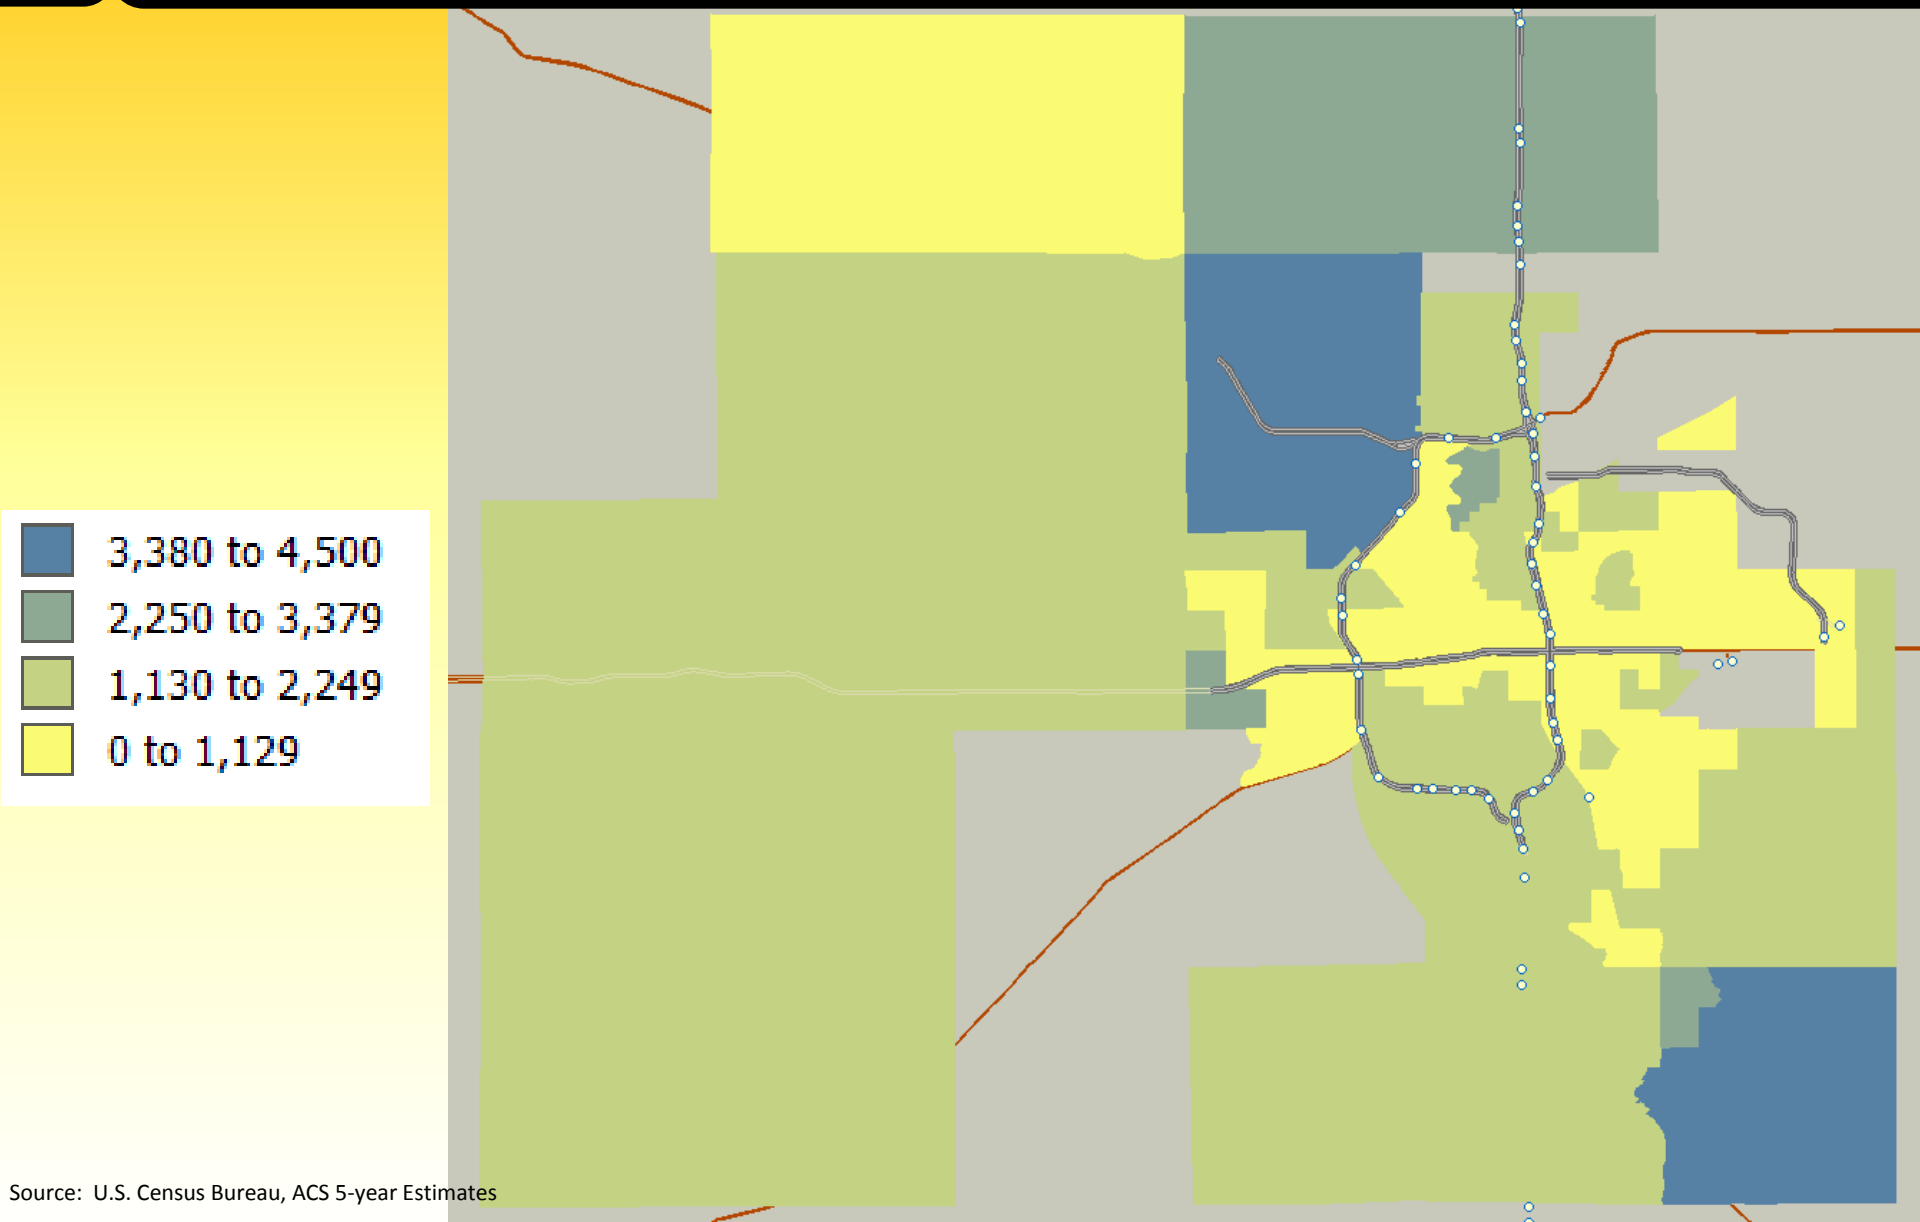 3,380 to 4,500
2,250 to 3,379
1,130 to 2,249
0 to 1,129
Source:  U.S. Census Bureau, ACS 5-year Estimates